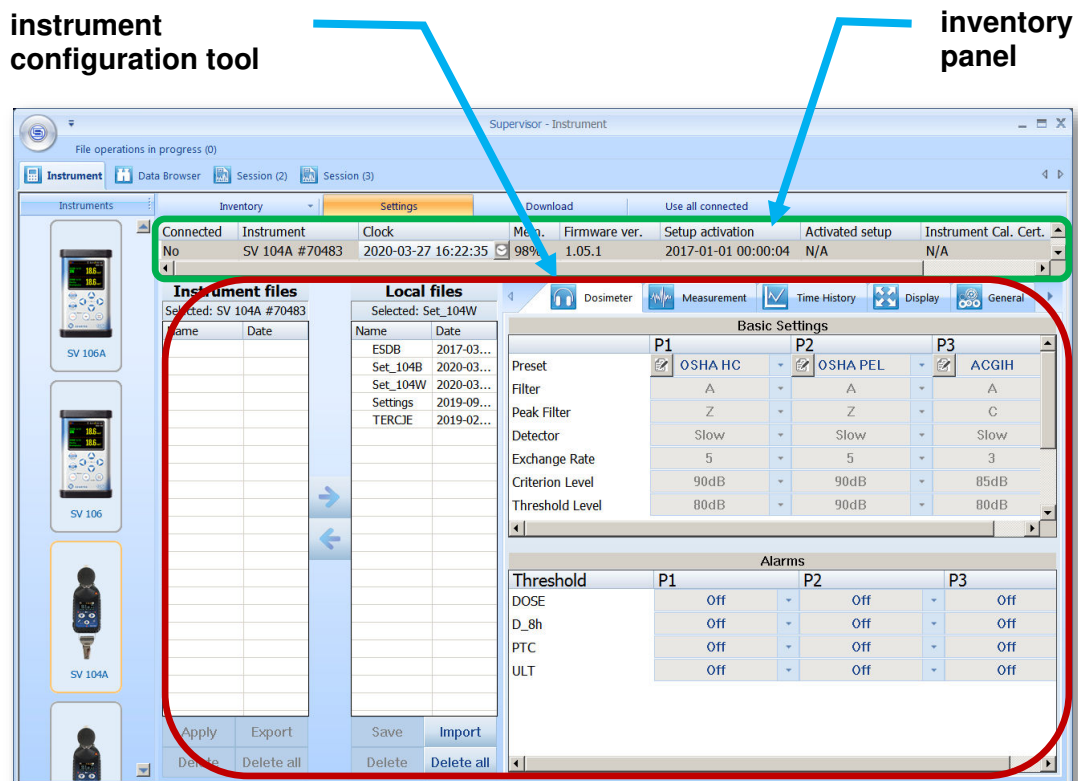 instrument
configuration tool
inventory
panel
Supervisor - Instrument
File operations in progress (0)
Instrument Data Browser Session (2) Session (3)
Instruments Inventory Settings Download Use all connected
Connected Instrument Clock Mem. Firmware ver. Setup activation Activated setup Instrument Cal. Cert.
No SV 104A #70483 2020-03-27 16:22:35 98% 1.05.1 2017-01-01 00:00:04 N/A N/A
Instrument files Local files
Selected: SV 104A #70483 Selected: Set_104W
Name Date Name Date
ESDB 2017-03...
Set_104B 2020-03...
Set_104W 2020-03...
Settings 2019-09...
TERCJE 2019-02...
Apply Export Save Import
Delete Delete all Delete Delete all
Dosimeter Measurement Time History Display General
Basic Settings
P1 P2 P3
Preset OSHA HC OSHA PEL ACGIH
Filter A A A
Peak Filter Z Z C
Detector Slow Slow Slow
Exchange Rate 5 5 3
Criterion Level 90dB 90dB 85dB
Threshold Level 80dB 90dB 80dB
Alarms
Threshold P1 P2 P3
DOSE Off Off Off
D_8h Off Off Off
PTC Off Off Off
ULT Off Off Off
SV 106A
SV 106
SV 104A